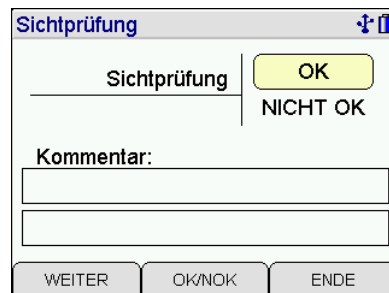 Sichtprüfung
Sichtprüfung OK
NICHT OK
Kommentar:
WEITER OK/NOK ENDE